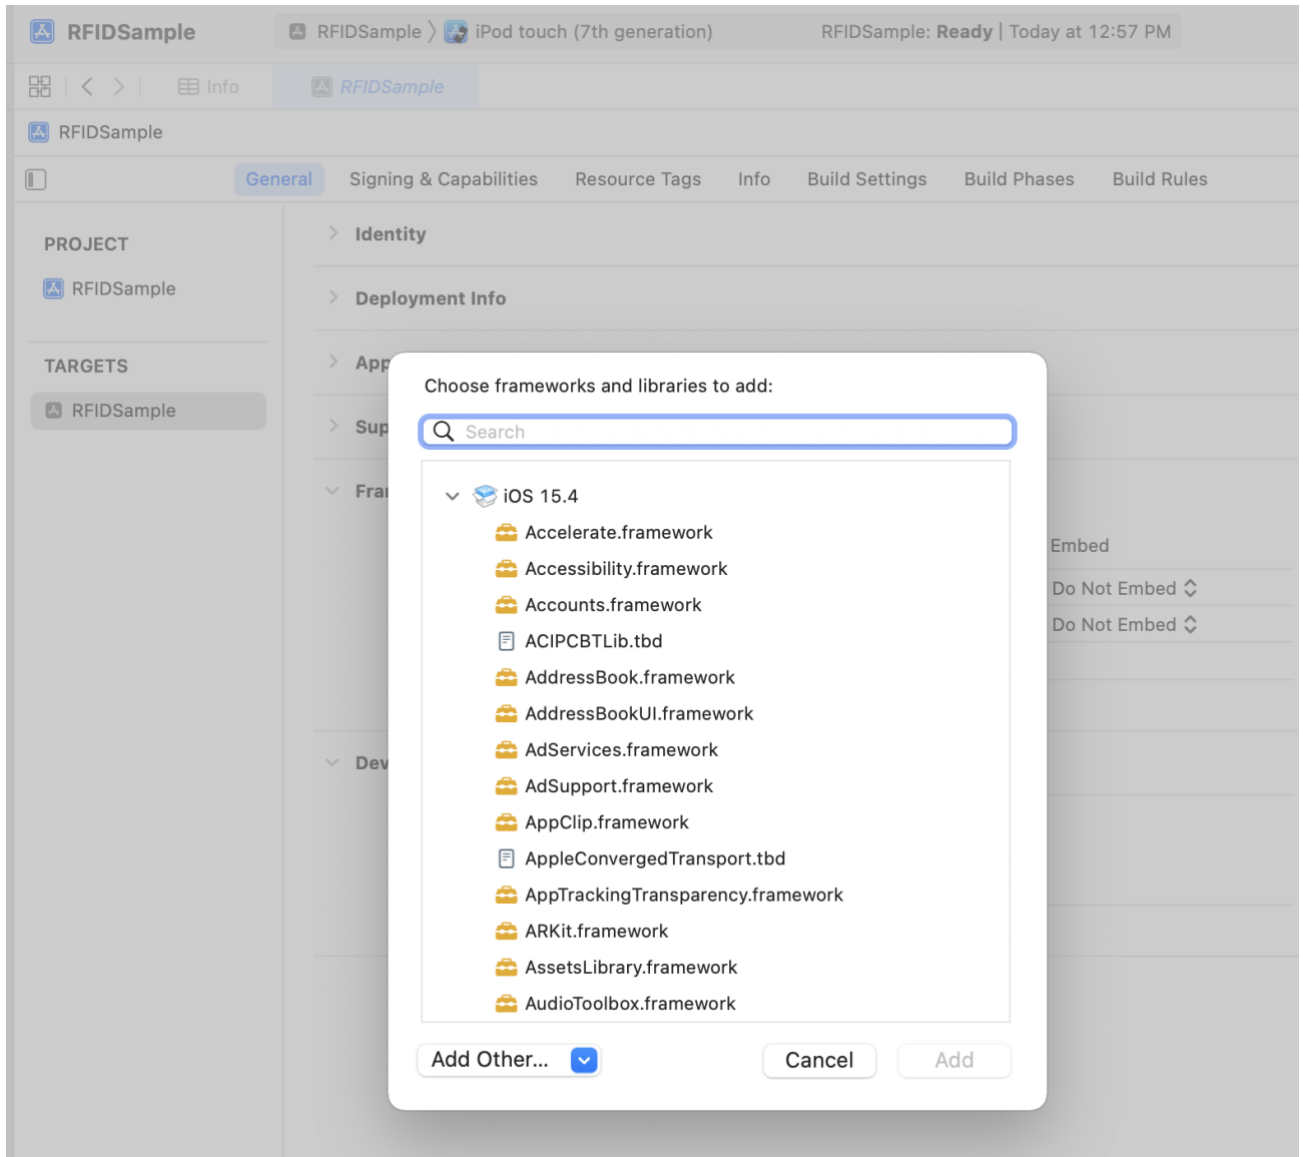 RFIDSample
RFIDSample 〉 iPod touch (7th generation)
RFIDSample: Ready | Today at 12:57 PM
Info
RFIDSample
RFIDSample
General Signing & Capabilities Resource Tags Info Build Settings Build Phases Build Rules
PROJECT
RFIDSample
TARGETS
RFIDSample
Identity
Deployment Info
App
Sup
Fra
Embed
Do Not Embed
Do Not Embed
Dev
Choose frameworks and libraries to add:
Search
iOS 15.4
Accelerate.framework
Accessibility.framework
Accounts.framework
ACIPCBTLib.tbd
AddressBook.framework
AddressBookUI.framework
AdServices.framework
AdSupport.framework
AppClip.framework
AppleConvergedTransport.tbd
AppTrackingTransparency.framework
ARKit.framework
AssetsLibrary.framework
AudioToolbox.framework
Add Other...
Cancel
Add